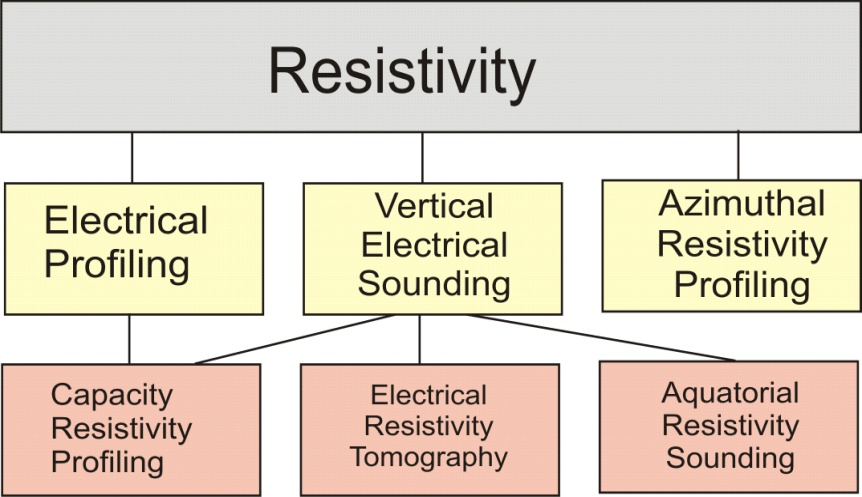 Resistivity
Electrical
Profiling
Vertical
Electrical
Sounding
Azimuthal
Resistivity
Profiling
Capacity
Resistivity
Profiling
Electrical
Resistivity
Tomography
Aquatorial
Resistivity
Sounding